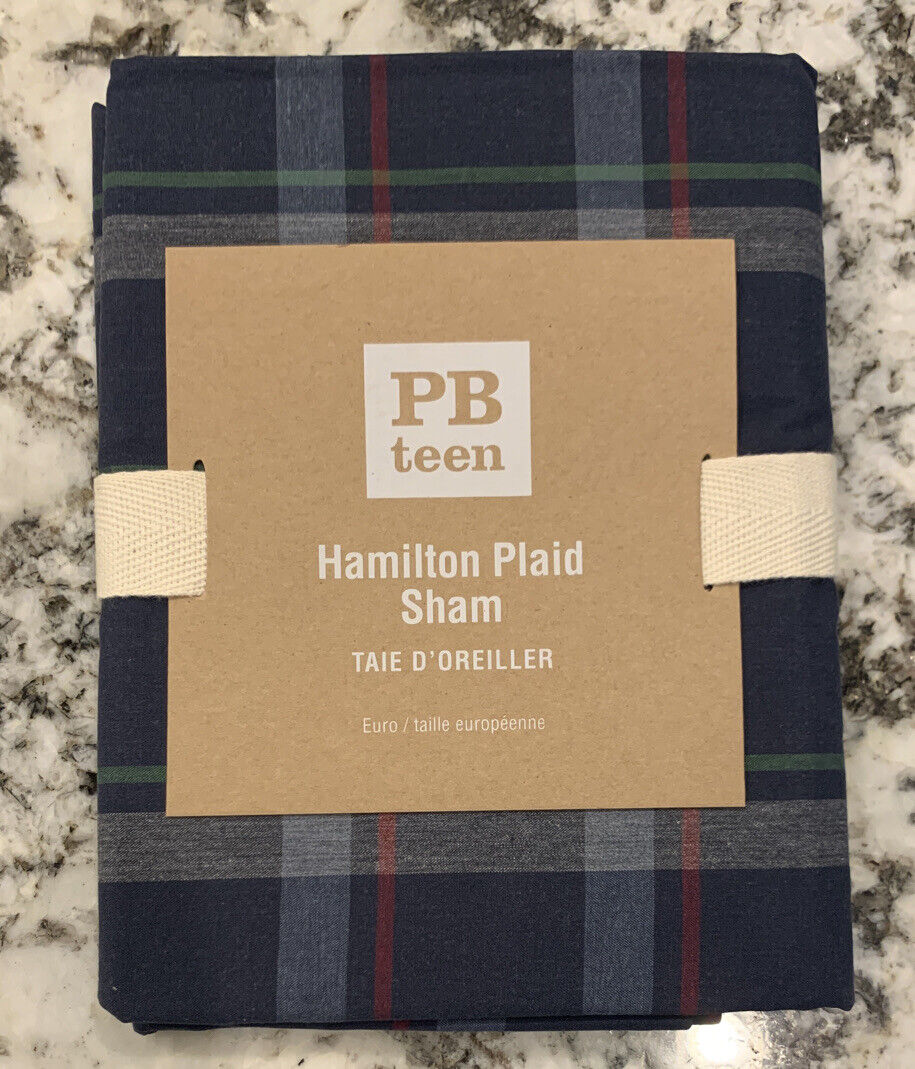 PB
teen
Hamilton Plaid
Sham
TAIE D'OREILLER
Euro / taille européenne